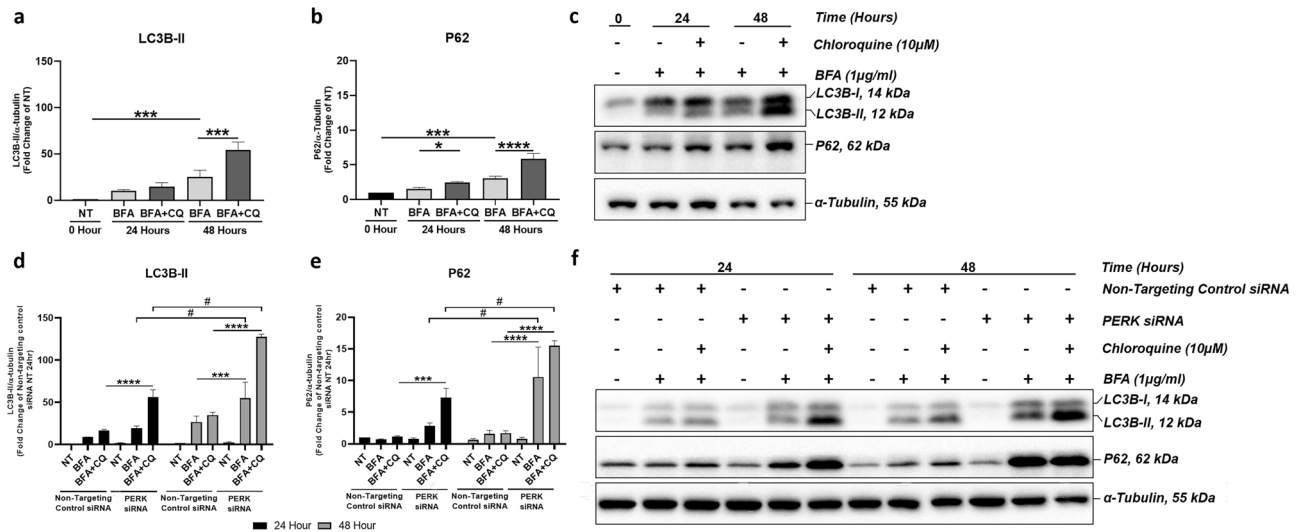 a
LC3B-II
LC3B-II/α-tubulin
(Fold Change of NT)
150
100
50
0
***
***
NT
BFA
BFA+CQ
BFA
BFA+CQ
0 Hour
24 Hours
48 Hours
b
P62
P62/α-Tubulin
(Fold Change of NT)
20
15
10
5
0
***
*
****
NT
BFA
BFA+CQ
BFA
BFA+CQ
0 Hour
24 Hours
48 Hours
c
0 24 48 Time (Hours)
- - + - + Chloroquine (10µM)
- + + + + BFA (1µg/ml)
LC3B-I, 14 kDa
LC3B-II, 12 kDa
P62, 62 kDa
α-Tubulin, 55 kDa
d
LC3B-II
LC3B-II/α-tubulin
(Fold Change of Non-targeting control
siRNA NT 24hr)
150
100
50
0
#
#
****
****
***
NT
BFA
BFA+CQ
NT
BFA
BFA+CQ
NT
BFA
BFA+CQ
NT
BFA
BFA+CQ
Non-Targeting
Control siRNA
PERK
siRNA
Non-Targeting
Control siRNA
PERK
siRNA
e
P62
P62/α-tubulin
(Fold Change of Non-targeting control
siRNA NT 24hr)
20
15
10
5
0
#
#
****
****
***
NT
BFA
BFA+CQ
NT
BFA
BFA+CQ
NT
BFA
BFA+CQ
NT
BFA
BFA+CQ
Non-Targeting
Control siRNA
PERK
siRNA
Non-Targeting
Control siRNA
PERK
siRNA
24 Hour 48 Hour
f
24 48 Time (Hours)
+ + + - - - + + + - - - Non-Targeting Control siRNA
- - - + + + - - - + + + PERK siRNA
- - + - - + - - + - - + Chloroquine (10µM)
- + + - + + - + + - + + BFA (1µg/ml)
LC3B-I, 14 kDa
LC3B-II, 12 kDa
P62, 62 kDa
α-Tubulin, 55 kDa